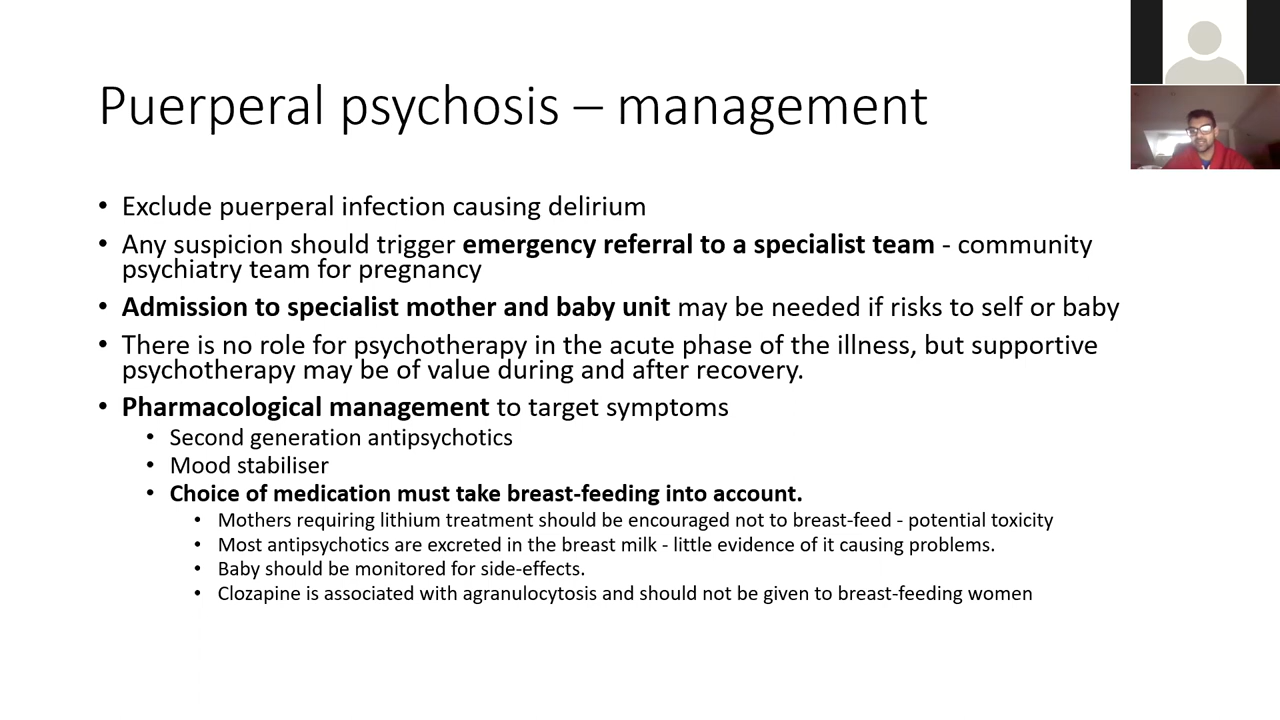 Puerperal psychosis – management
• Exclude puerperal infection causing delirium
• Any suspicion should trigger emergency referral to a specialist team - community
psychiatry team for pregnancy
• Admission to specialist mother and baby unit may be needed if risks to self or baby
• There is no role for psychotherapy in the acute phase of the illness, but supportive
psychotherapy may be of value during and after recovery.
• Pharmacological management to target symptoms
• Second generation antipsychotics
• Mood stabiliser
• Choice of medication must take breast-feeding into account.
• Mothers requiring lithium treatment should be encouraged not to breast-feed - potential toxicity
• Most antipsychotics are excreted in the breast milk - little evidence of it causing problems.
• Baby should be monitored for side-effects.
• Clozapine is associated with agranulocytosis and should not be given to breast-feeding women